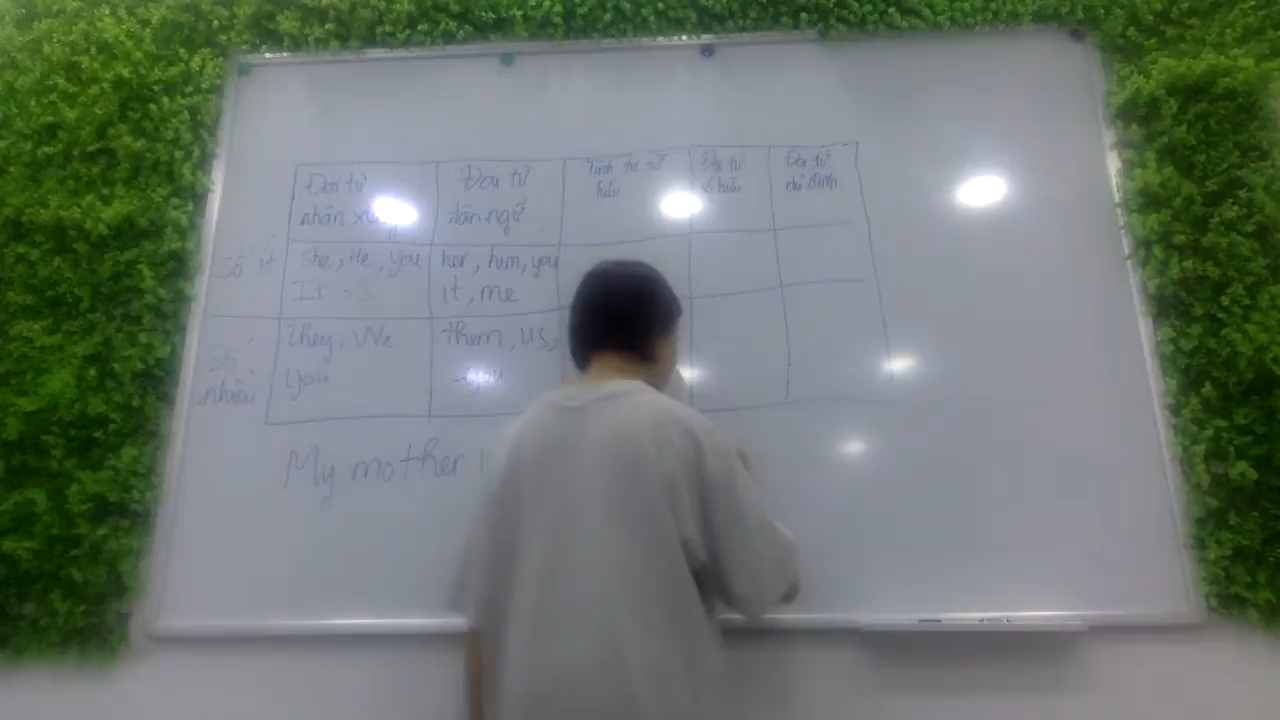 Đại từ
nhân xưng
Đại từ
tân ngữ
Tính từ sở
hữu
Đại từ
sở hữu
Đại từ
chỉ định
Số ít
She, He, you
It
her, him, you
it, me
Số
nhiều
They, We
you
them, us,
you
My mother